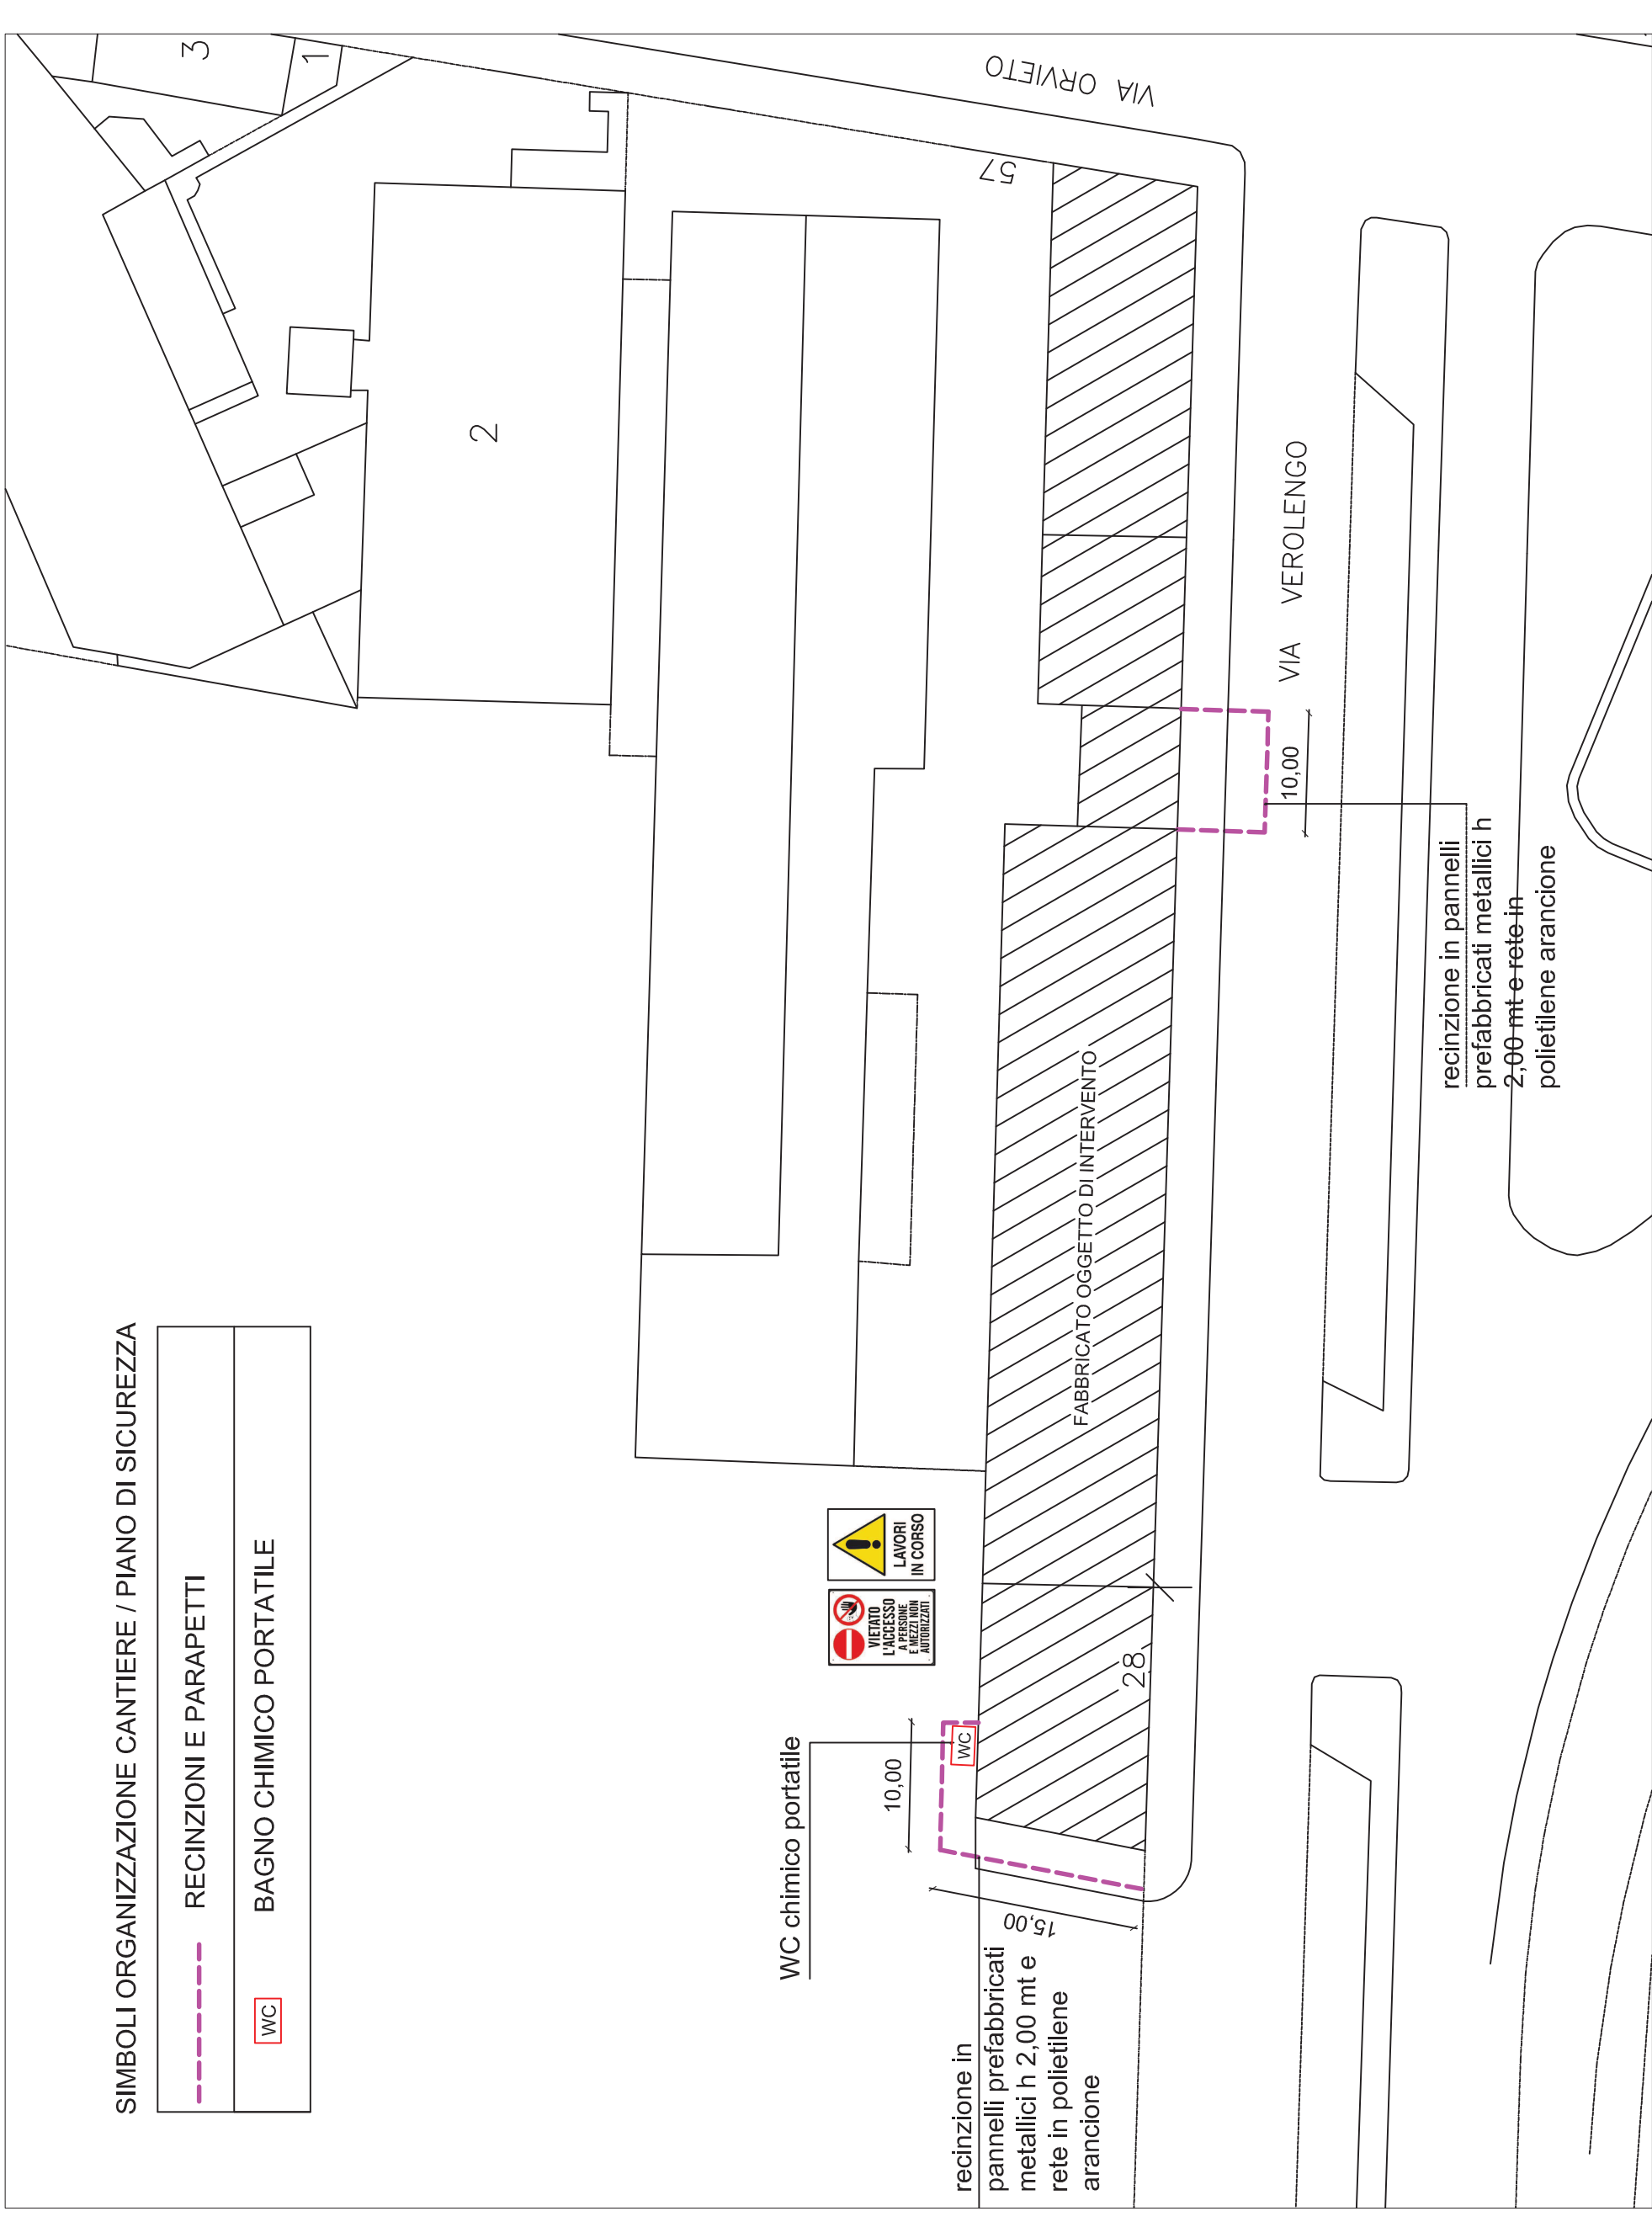 SIMBOLI ORGANIZZAZIONE CANTIERE / PIANO DI SICUREZZA
RECINZIONI E PARAPETTI
WC
BAGNO CHIMICO PORTATILE
3
1
2
57
VIA ORVIETO
VIA VEROLENGO
10,00
recinzione in pannelli
prefabbricati metallici h
2,00 mt e rete in
polietilene arancione
FABBRICATO OGGETTO DI INTERVENTO
LAVORI
IN CORSO
VIETATO
L'ACCESSO
A PERSONE
E MEZZI NON
AUTORIZZATI
28
WC chimico portatile
WC
10,00
15,00
recinzione in
pannelli prefabbricati
metallici h 2,00 mt e
rete in polietilene
arancione